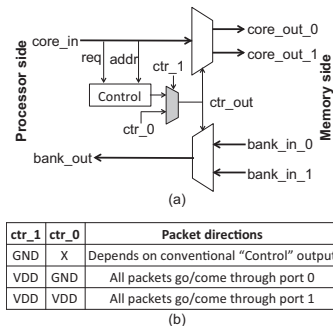 Processor side
Memory side
core_in
core_out_0
core_out_1
req
addr
ctr_1
Control
ctr_out
ctr_0
bank_in_0
bank_out
bank_in_1
(a)
ctr_1 ctr_0 Packet directions
GND X Depends on conventional “Control” output
VDD GND All packets go/come through port 0
VDD VDD All packets go/come through port 1
(b)